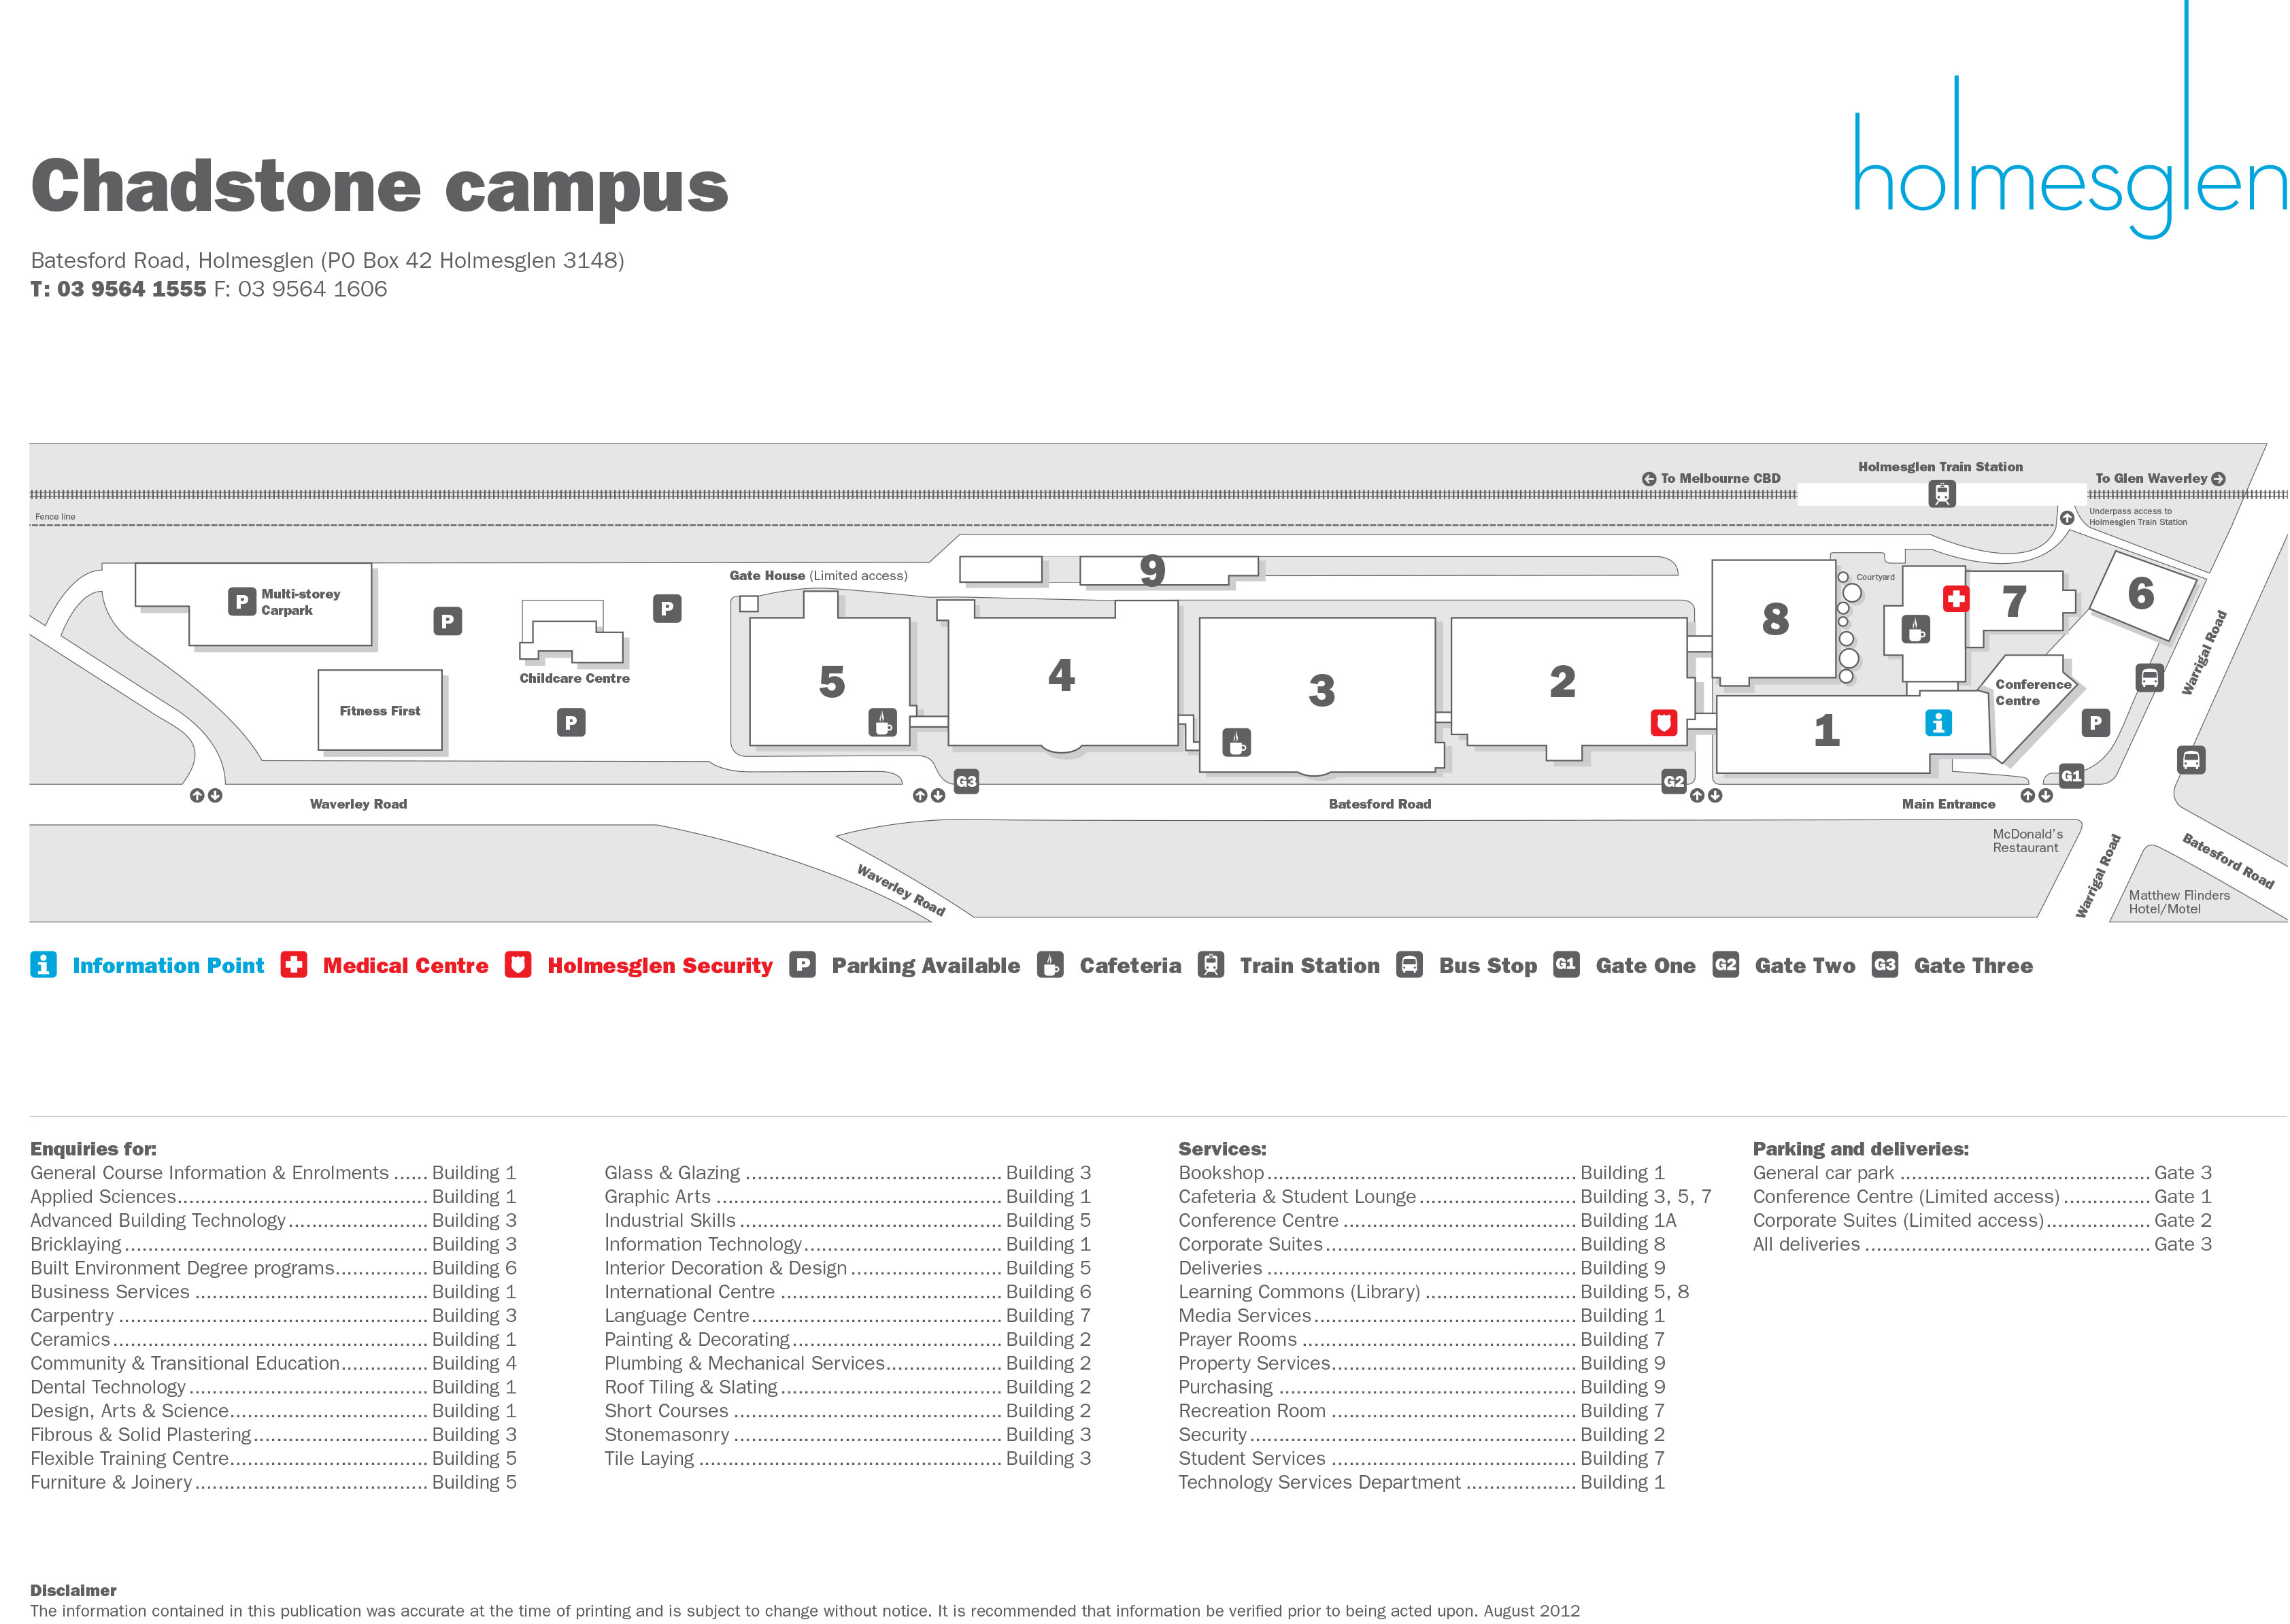 holmesglen
Chadstone campus
Batesford Road, Holmesglen (PO Box 42 Holmesglen 3148)
T: 03 9564 1555 F: 03 9564 1606
Holmesglen Train Station
To Melbourne CBD
To Glen Waverley
Fence line
Underpass access to
Holmesglen Train Station
Gate House (Limited access)
9
Courtyard
P
Multi-storey
Carpark
P
P
8
7
6
Warrigal Road
Childcare Centre
5
4
3
2
Conference
Centre
Fitness First
P
1
i
P
G3
G2
G1
Waverley Road
Batesford Road
Main Entrance
McDonald's
Restaurant
Waverley Road
Warrigal Road
Batesford Road
Matthew Flinders
Hotel/Motel
i Information Point Medical Centre Holmesglen Security P Parking Available Cafeteria Train Station Bus Stop G1 Gate One G2 Gate Two G3 Gate Three
Enquiries for:
General Course Information & Enrolments ...... Building 1
Applied Sciences........ Building 1
Advanced Building Technology........ Building 3
Bricklaying........ Building 3
Built Environment Degree programs........ Building 6
Business Services ........ Building 1
Carpentry ........ Building 3
Ceramics........ Building 1
Community & Transitional Education........ Building 4
Dental Technology........ Building 1
Design, Arts & Science........ Building 1
Fibrous & Solid Plastering........ Building 3
Flexible Training Centre........ Building 5
Furniture & Joinery........ Building 5
Glass & Glazing ........ Building 3
Graphic Arts ........ Building 1
Industrial Skills ........ Building 5
Information Technology........ Building 1
Interior Decoration & Design ........ Building 5
International Centre ........ Building 6
Language Centre........ Building 7
Painting & Decorating........ Building 2
Plumbing & Mechanical Services........ Building 2
Roof Tiling & Slating........ Building 2
Short Courses ........ Building 2
Stonemasonry ........ Building 3
Tile Laying ........ Building 3
Services:
Bookshop........ Building 1
Cafeteria & Student Lounge........ Building 3, 5, 7
Conference Centre ........ Building 1A
Corporate Suites........ Building 8
Deliveries ........ Building 9
Learning Commons (Library) ........ Building 5, 8
Media Services........ Building 1
Prayer Rooms ........ Building 7
Property Services........ Building 9
Purchasing ........ Building 9
Recreation Room ........ Building 7
Security........ Building 2
Student Services ........ Building 7
Technology Services Department ........ Building 1
Parking and deliveries:
General car park ........ Gate 3
Conference Centre (Limited access)........ Gate 1
Corporate Suites (Limited access)........ Gate 2
All deliveries ........ Gate 3
Disclaimer
The information contained in this publication was accurate at the time of printing and is subject to change without notice. It is recommended that information be verified prior to being acted upon. August 2012